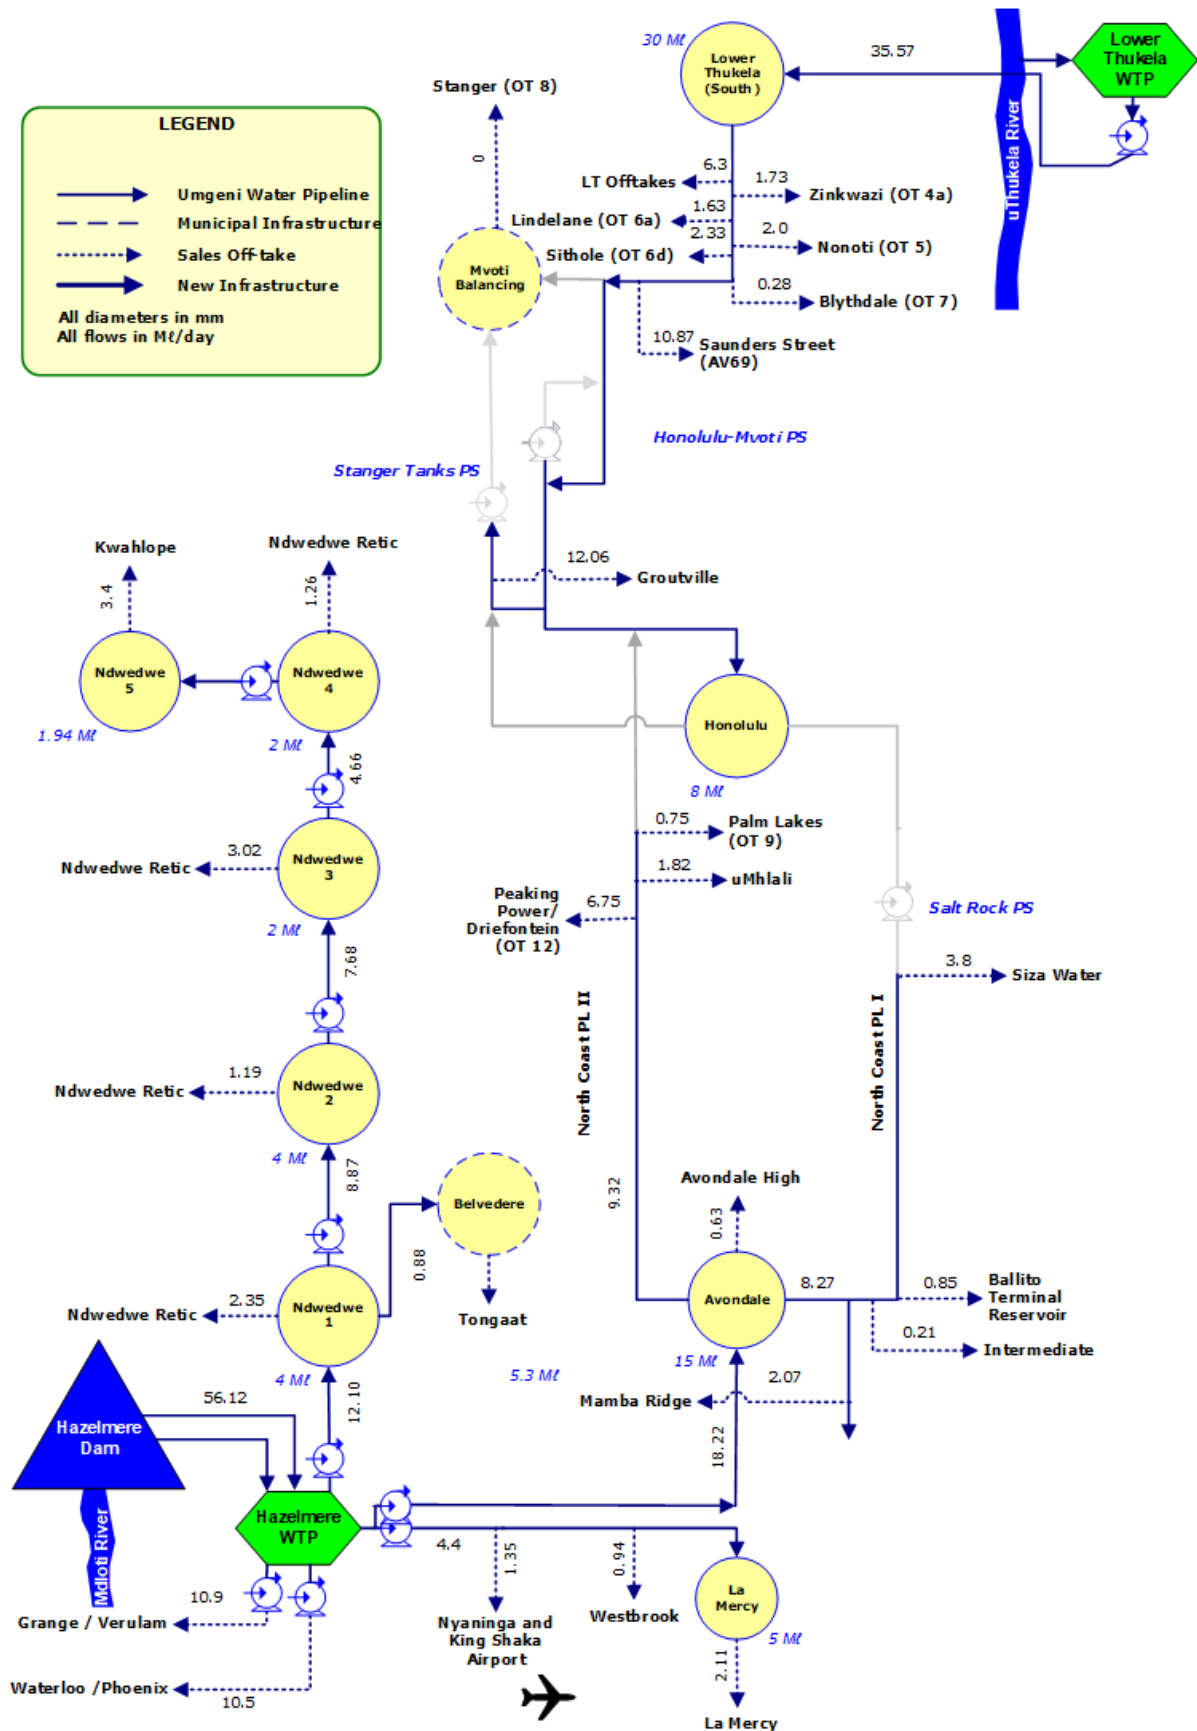 30 Mℓ
Lower
Thukela
(South )
35.57
Lower
Thukela
WTP
uThukela River
Stanger (OT 8)
0
LEGEND
Umgeni Water Pipeline
Municipal Infrastructure
Sales Off-take
New Infrastructure
All diameters in mm
All flows in Mℓ/day
6.3
LT Offtakes
1.73
Zinkwazi (OT 4a)
1.63
Lindelane (OT 6a)
2.33
Sithole (OT 6d)
2.0
Nonoti (OT 5)
0.28
Blythdale (OT 7)
Mvoti
Balancing
10.87
Saunders Street
(AV69)
Honolulu-Mvoti PS
Stanger Tanks PS
12.06
Groutville
Kwahlope
3.4
Ndwedwe Retic
1.26
Ndwedwe
5
1.94 Mℓ
Ndwedwe
4
2 Mℓ
4.66
Honolulu
8 Mℓ
Ndwedwe Retic
3.02
Ndwedwe
3
2 Mℓ
7.68
0.75
Palm Lakes
(OT 9)
1.82
uMhlali
Peaking
Power/
Driefontein
(OT 12)
6.75
Salt Rock PS
3.8
Siza Water
North Coast PL II
North Coast PL I
Ndwedwe Retic
1.19
Ndwedwe
2
4 Mℓ
8.87
Belvedere
0.88
Tongaat
5.3 Mℓ
9.32
Avondale High
0.63
Avondale
15 Mℓ
8.27
0.85
Ballito
Terminal
Reservoir
0.21
Intermediate
2.07
Mamba Ridge
18.22
Ndwedwe Retic
2.35
Ndwedwe
1
4 Mℓ
12.10
56.12
Hazelmere
Dam
Mdloti River
Hazelmere
WTP
4.4
1.35
Nyaninga and
King Shaka
Airport
0.94
Westbrook
La
Mercy
5 Mℓ
2.11
La Mercy
10.9
Grange / Verulam
Waterloo /Phoenix
10.5